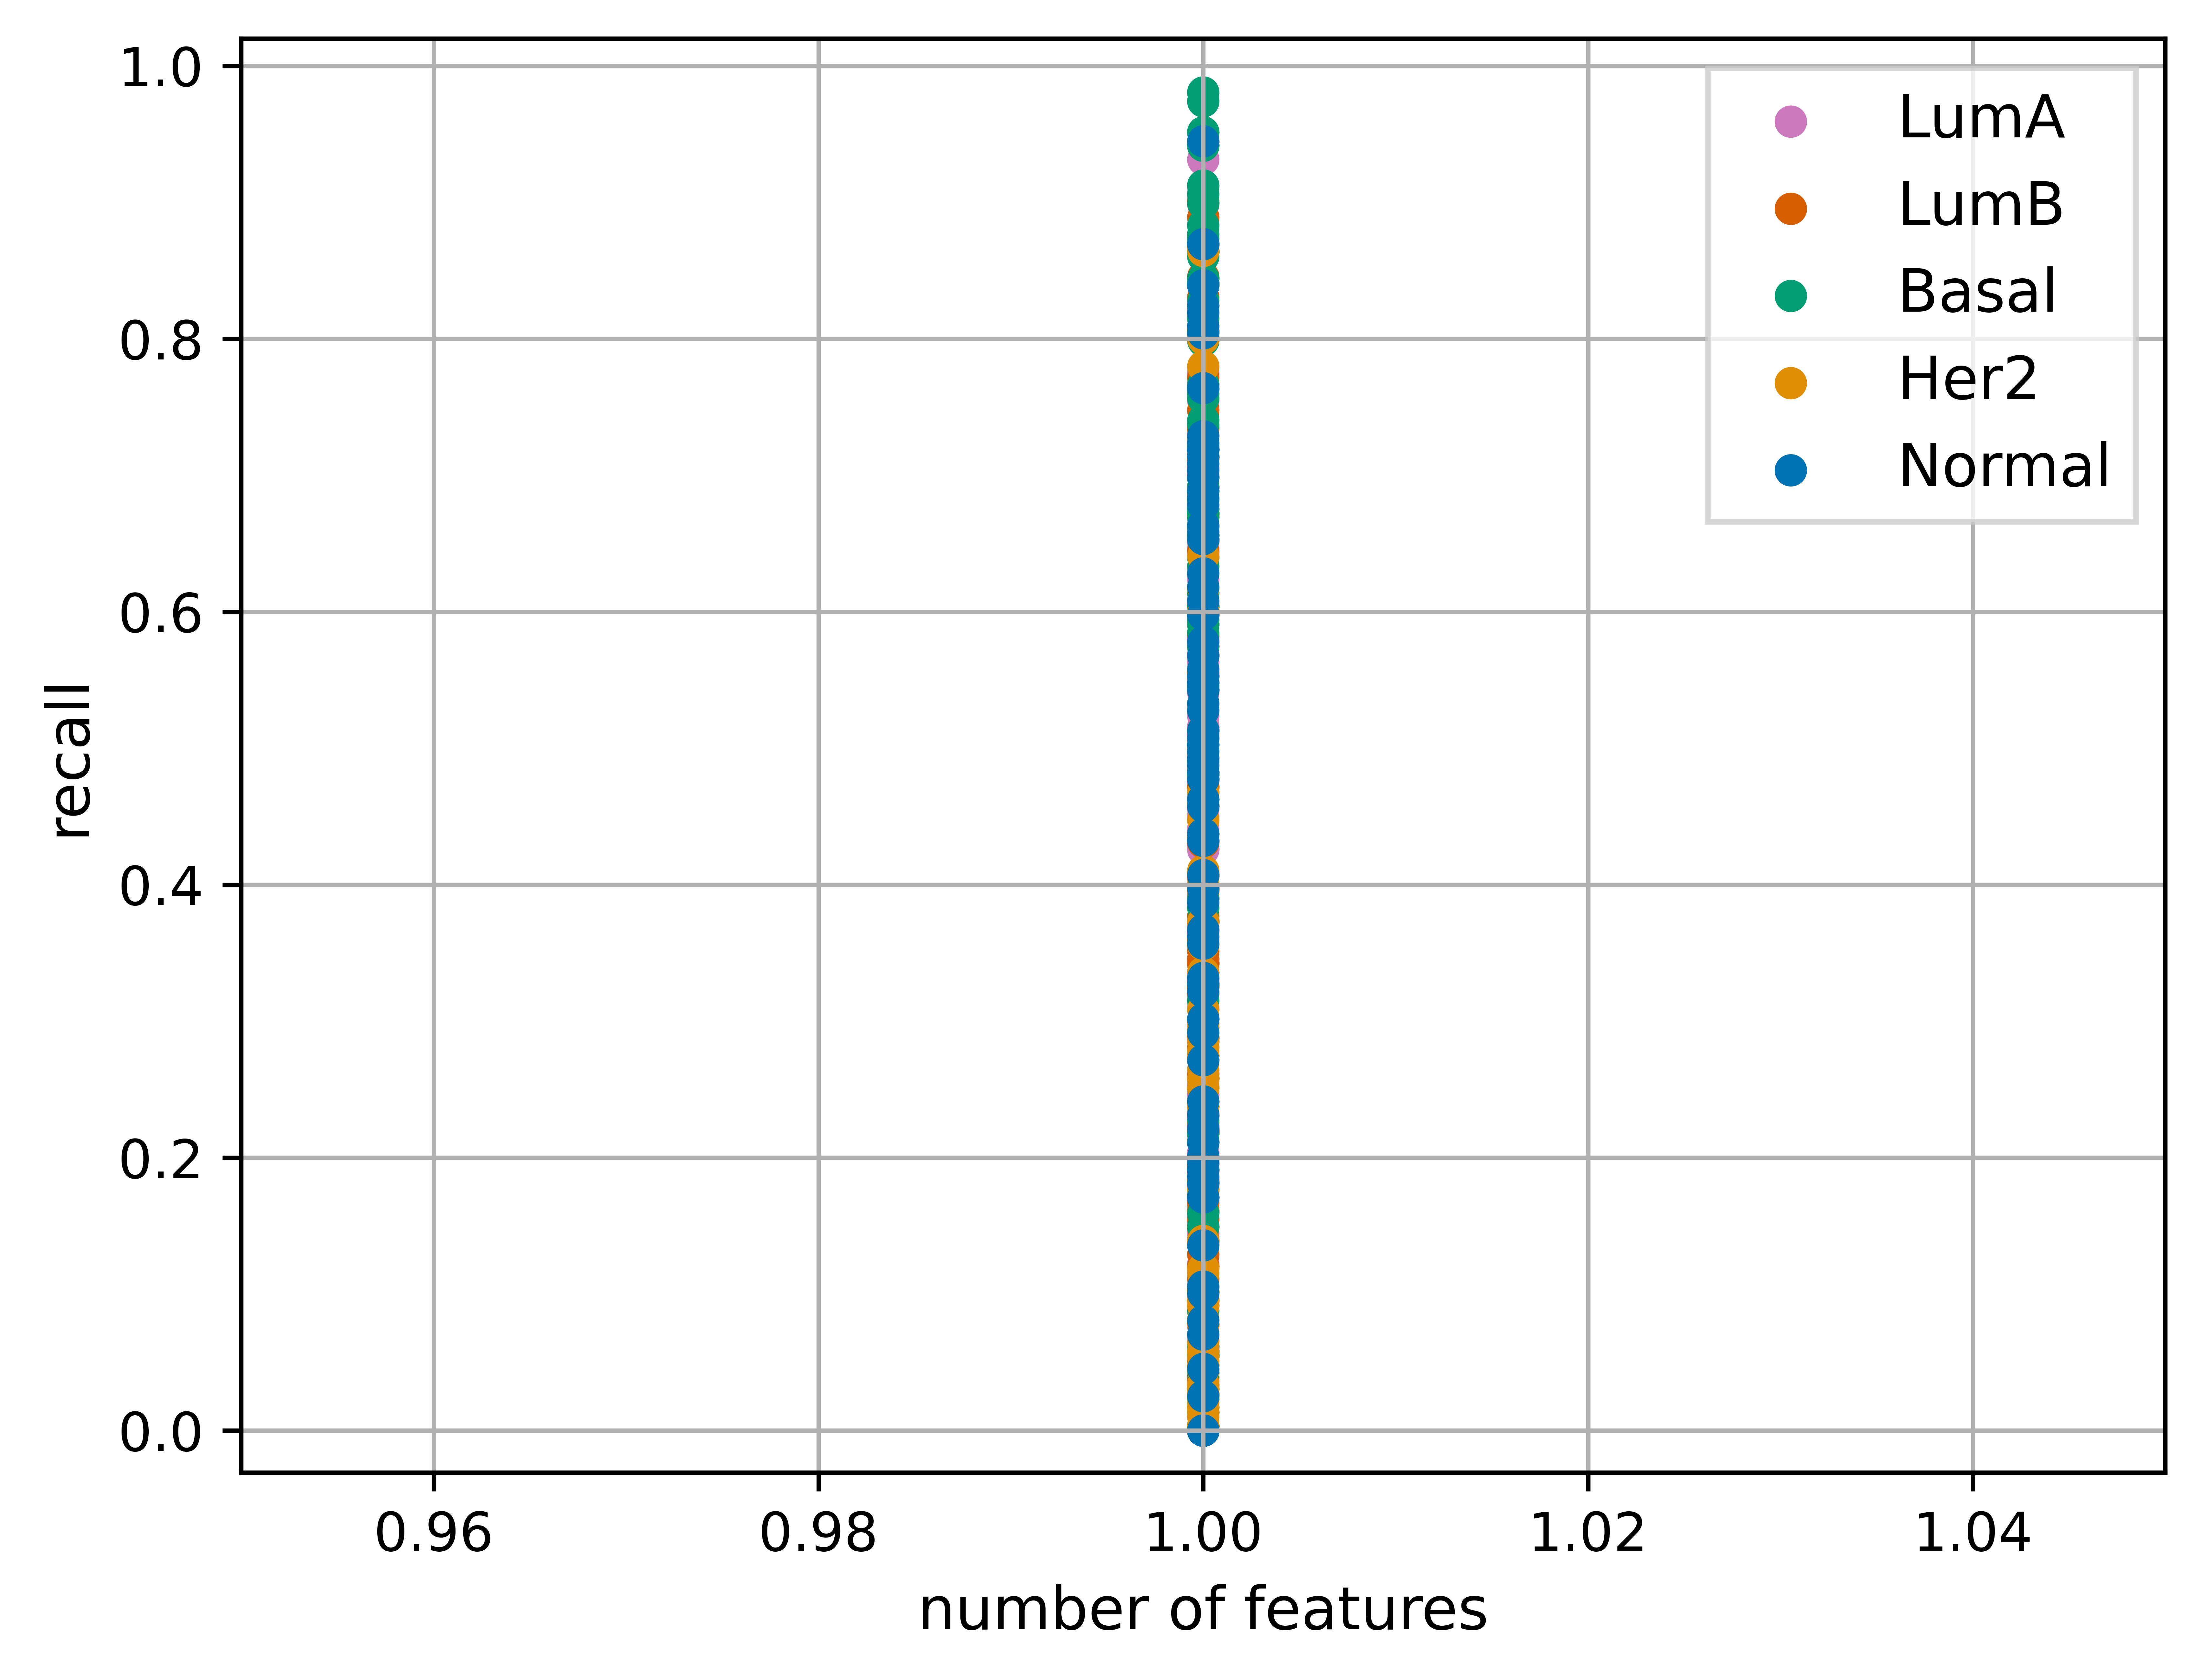 1.0
0.8
0.6
0.4
0.2
0.0
recall
0.96
0.98
1.00
1.02
1.04
number of features
LumA
LumB
Basal
Her2
Normal